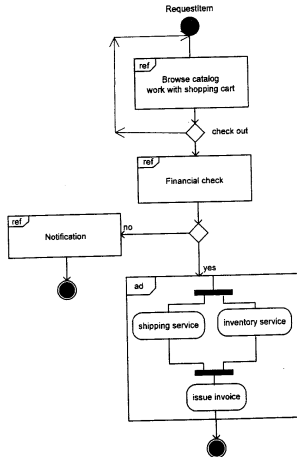 RequestItem
ref
Browse catalog
work with shopping cart
check out
ref
Financial check
ref
Notification
no
yes
ad
shipping service
inventory service
issue invoice